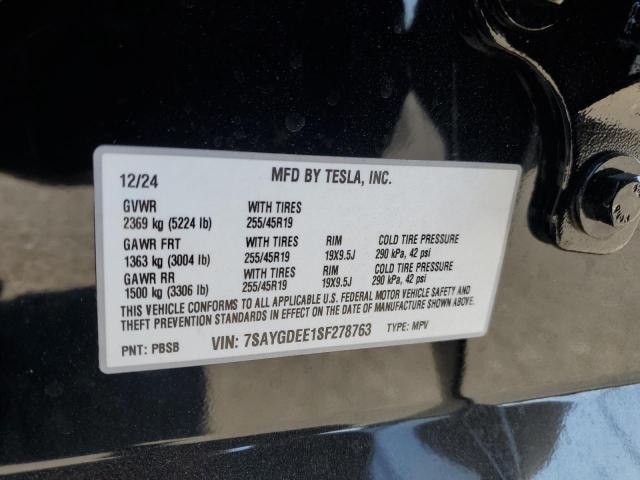 12/24 MFD BY TESLA, INC.
GVWR WITH TIRES
2369 kg (5224 lb) 255/45R19
GAWR FRT WITH TIRES RIM COLD TIRE PRESSURE
1363 kg (3004 lb) 255/45R19 19X9.5J 290 kPa, 42 psi
GAWR RR WITH TIRES RIM COLD TIRE PRESSURE
1500 kg (3306 lb) 255/45R19 19X9.5J 290 kPa, 42 psi
THIS VEHICLE CONFORMS TO ALL APPLICABLE U.S. FEDERAL MOTOR VEHICLE SAFETY AND
THEFT PREVENTION STANDARDS IN EFFECT ON THE DATE OF MANUFACTURE SHOWN ABOVE.
PNT: PBSB VIN: 7SAYGDEE1SF278763 TYPE: MPV